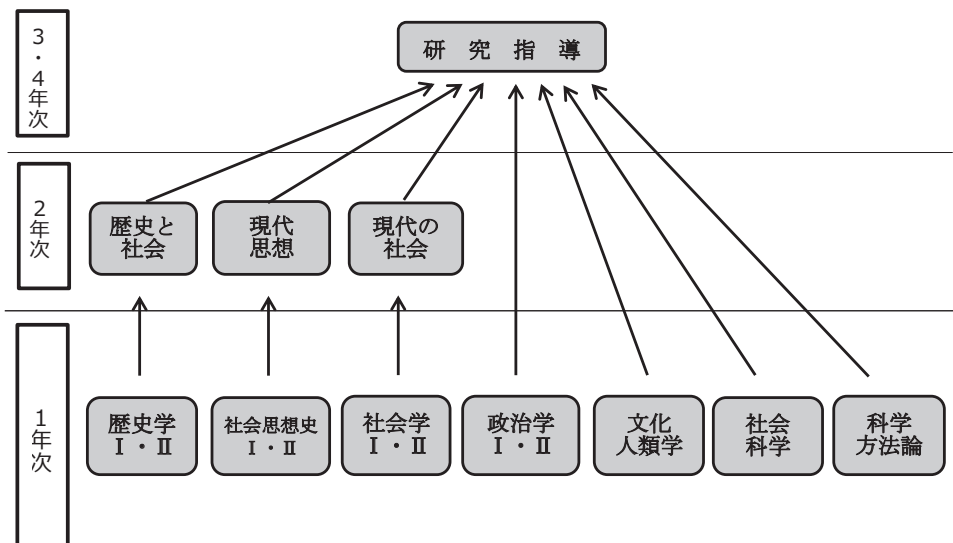 3・4年次
研究指導
2年次
歴史と
社会
現代
思想
現代の
社会
1年次
歴史学
Ⅰ・Ⅱ
社会思想史
Ⅰ・Ⅱ
社会学
Ⅰ・Ⅱ
政治学
Ⅰ・Ⅱ
文化
人類学
社会
科学
科学
方法論